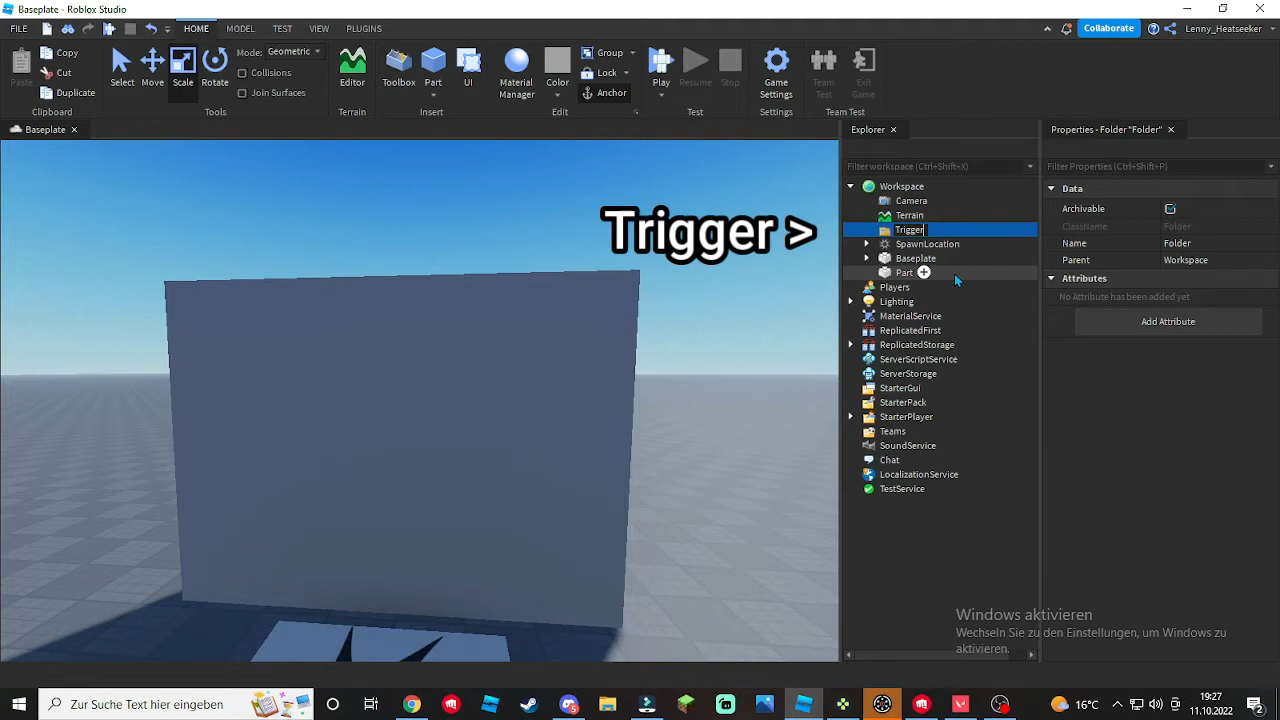 Baseplate - Roblox Studio
FILE HOME MODEL TEST VIEW PLUGINS Collaborate Lenny_Heatseeker
Paste Copy Cut Duplicate
Select Move Scale Rotate
Mode: Geometric
Collisions
Join Surfaces
Editor Toolbox Part UI
Material Manager Color
Group
Lock
Anchor
Play Resume Stop
Game Settings
Team Test
Exit Game
Clipboard Tools Terrain Insert Edit Test Settings Team Test
Baseplate
Trigger >
Explorer
Filter workspace (Ctrl+Shift+X)
Workspace
Camera
Terrain
Trigger
SpawnLocation
Baseplate
Part
Players
Lighting
MaterialService
ReplicatedFirst
ReplicatedStorage
ServerScriptService
ServerStorage
StarterGui
StarterPack
StarterPlayer
Teams
SoundService
Chat
LocalizationService
TestService
Properties - Folder "Folder"
Filter Properties (Ctrl+Shift+P)
Data
Archivable
ClassName Folder
Name Folder
Parent Workspace
Attributes
No Attribute has been added yet
Add Attribute
Windows aktivieren
Wechseln Sie zu den Einstellungen, um Windows zu
aktivieren.
Zur Suche Text hier eingeben
16°C
19:27
11.10.2022
2